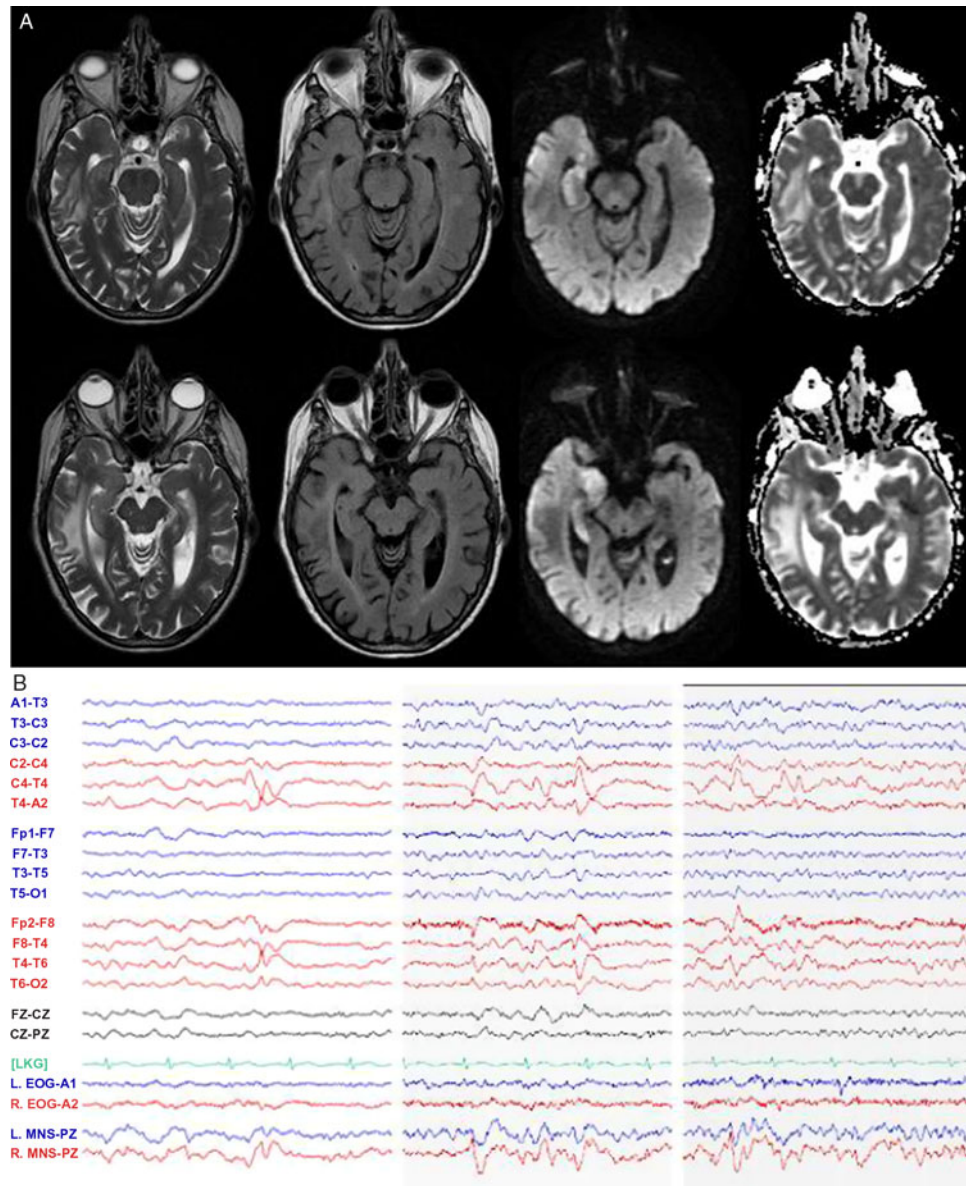 A
B
A1-T3
T3-C3
C3-C2
C2-C4
C4-T4
T4-A2
Fp1-F7
F7-T3
T3-T5
T5-O1
Fp2-F8
F8-T4
T4-T6
T6-O2
FZ-CZ
CZ-PZ
[LKG]
L. EOG-A1
R. EOG-A2
L. MNS-PZ
R. MNS-PZ